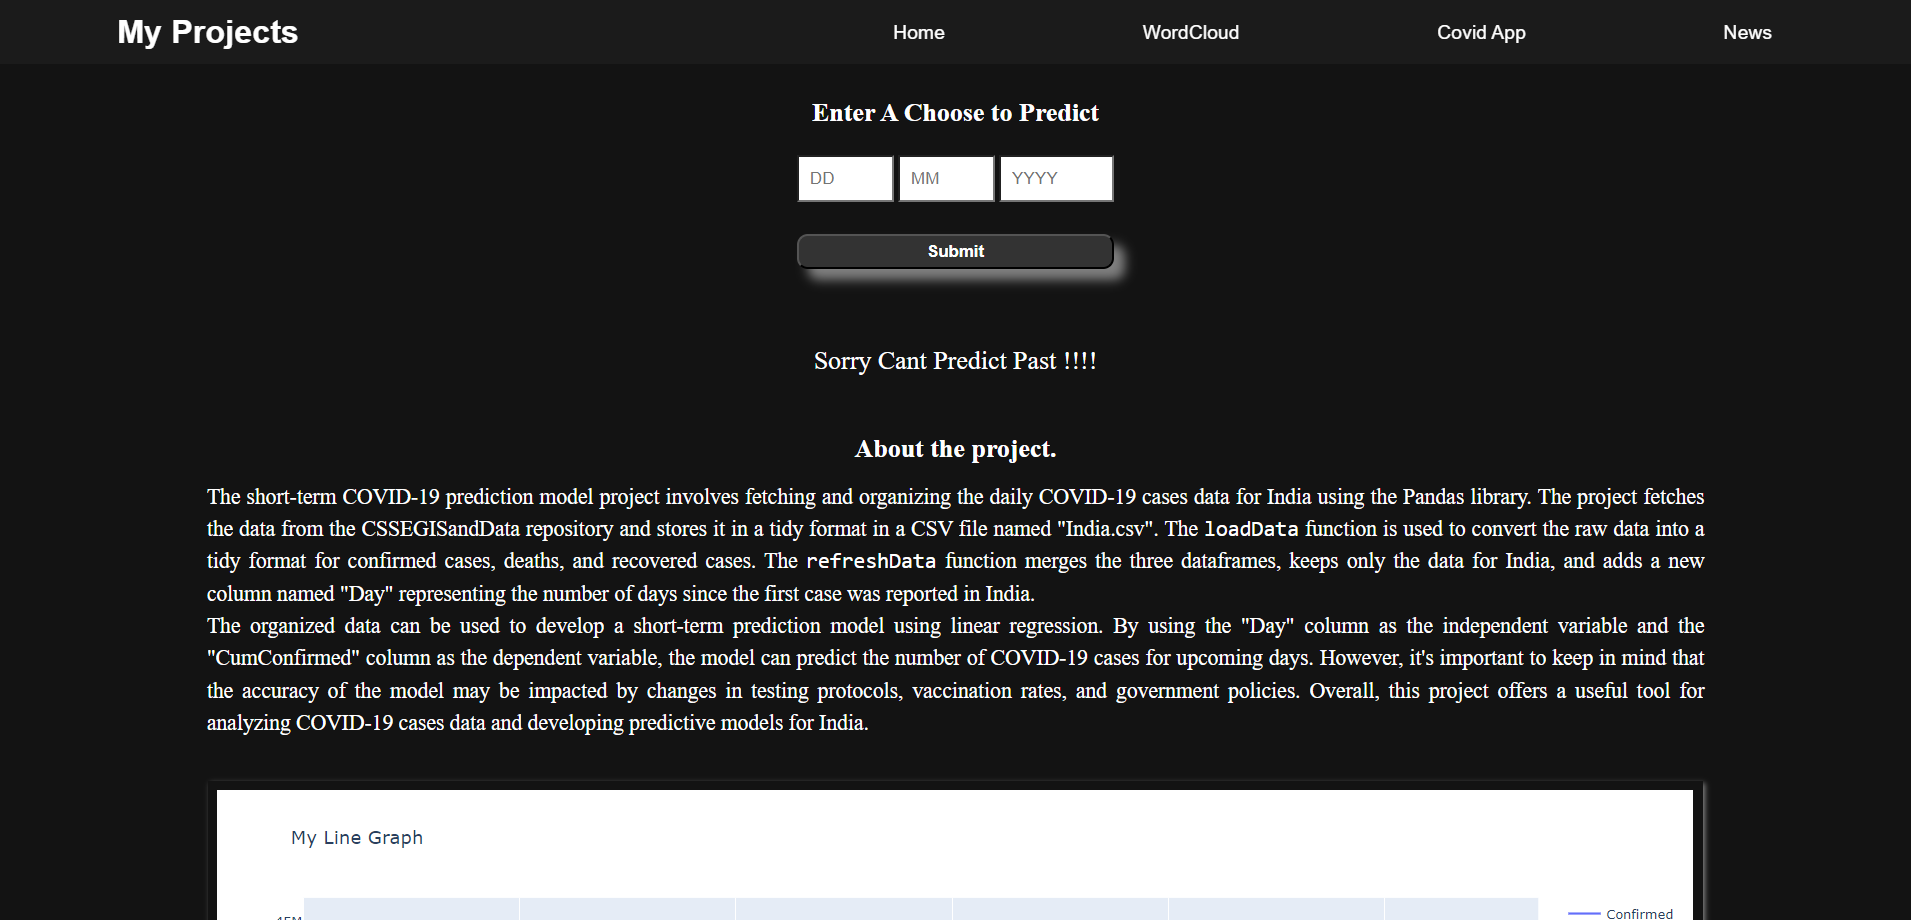 My Projects Home WordCloud Covid App News
Enter A Choose to Predict
DD MM YYYY
Submit
Sorry Cant Predict Past !!!!
About the project.
The short-term COVID-19 prediction model project involves fetching and organizing the daily COVID-19 cases data for India using the Pandas library. The project fetches
the data from the CSSEGISandData repository and stores it in a tidy format in a CSV file named "India.csv". The loadData function is used to convert the raw data into a
tidy format for confirmed cases, deaths, and recovered cases. The refreshData function merges the three dataframes, keeps only the data for India, and adds a new
column named "Day" representing the number of days since the first case was reported in India.
The organized data can be used to develop a short-term prediction model using linear regression. By using the "Day" column as the independent variable and the
"CumConfirmed" column as the dependent variable, the model can predict the number of COVID-19 cases for upcoming days. However, it's important to keep in mind that
the accuracy of the model may be impacted by changes in testing protocols, vaccination rates, and government policies. Overall, this project offers a useful tool for
analyzing COVID-19 cases data and developing predictive models for India.
My Line Graph
Confirmed